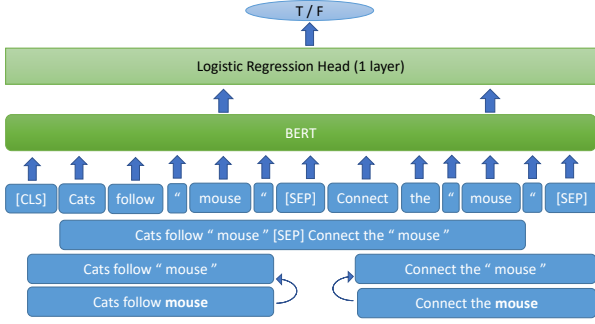 T / F
Logistic Regression Head (1 layer)
BERT
[CLS] Cats follow “ mouse “ [SEP] Connect the “ mouse “ [SEP]
Cats follow “ mouse ” [SEP] Connect the “ mouse ”
Cats follow “ mouse ” Connect the “ mouse ”
Cats follow mouse Connect the mouse